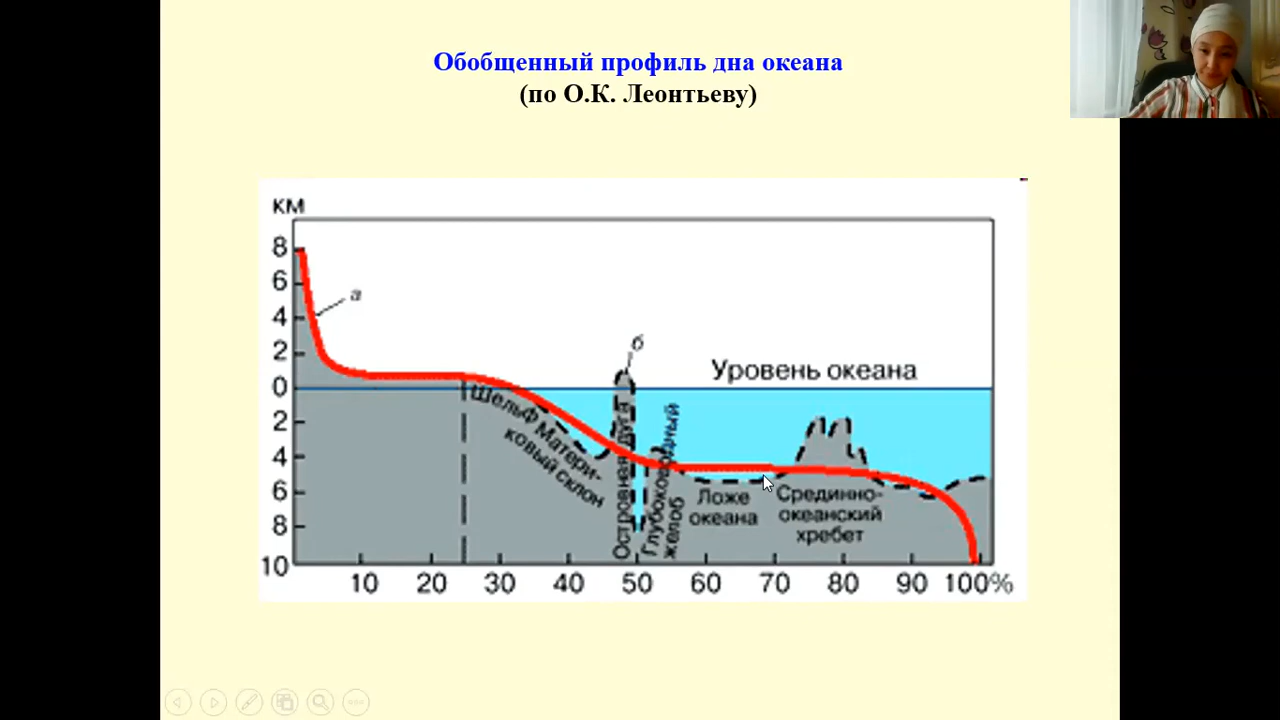 Обобщенный профиль дна океана
(по О.К. Леонтьеву)
км
8
6
4
2
0
2
4
6
8
10
а
б
Уровень океана
Шельф Матери-
ковый склон
Островная дуга
Глубоководный
желоб
Ложе
океана
Срединно-
океанский
хребет
10 20 30 40 50 60 70 80 90 100%